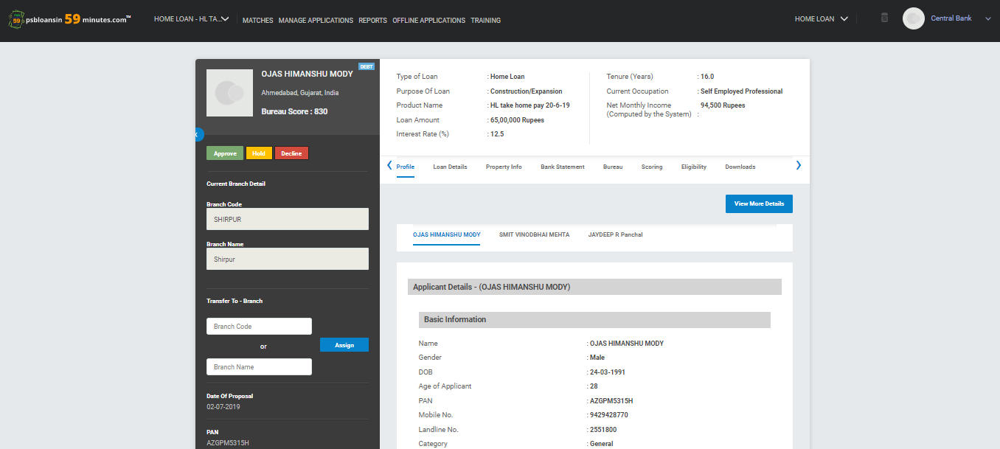 psbloansin 59 minutes.com™
HOME LOAN - HL TA...
MATCHES MANAGE APPLICATIONS REPORTS OFFLINE APPLICATIONS TRAINING
HOME LOAN
Central Bank
DEBT
OJAS HIMANSHU MODY
Ahmedabad, Gujarat, India
Bureau Score : 830
Approve Hold Decline
Current Branch Detail
Branch Code
SHIRPUR
Branch Name
Shirpur
Transfer To - Branch
Branch Code
or
Assign
Branch Name
Date Of Proposal
02-07-2019
PAN
AZGPM5315H
Type of Loan : Home Loan
Purpose Of Loan : Construction/Expansion
Product Name : HL take home pay 20-6-19
Loan Amount : 65,00,000 Rupees
Interest Rate (%) : 12.5
Tenure (Years) : 16.0
Current Occupation : Self Employed Professional
Net Monthly Income 94,500 Rupees
(Computed by the System) :
Profile Loan Details Property Info Bank Statement Bureau Scoring Eligibility Downloads
View More Details
OJAS HIMANSHU MODY SMIT VINODBHAI MEHTA JAYDEEP R Panchal
Applicant Details - (OJAS HIMANSHU MODY)
Basic Information
Name : OJAS HIMANSHU MODY
Gender : Male
DOB : 24-03-1991
Age of Applicant : 28
PAN : AZGPM5315H
Mobile No. : 9429428770
Landline No. : 2551800
Category : General